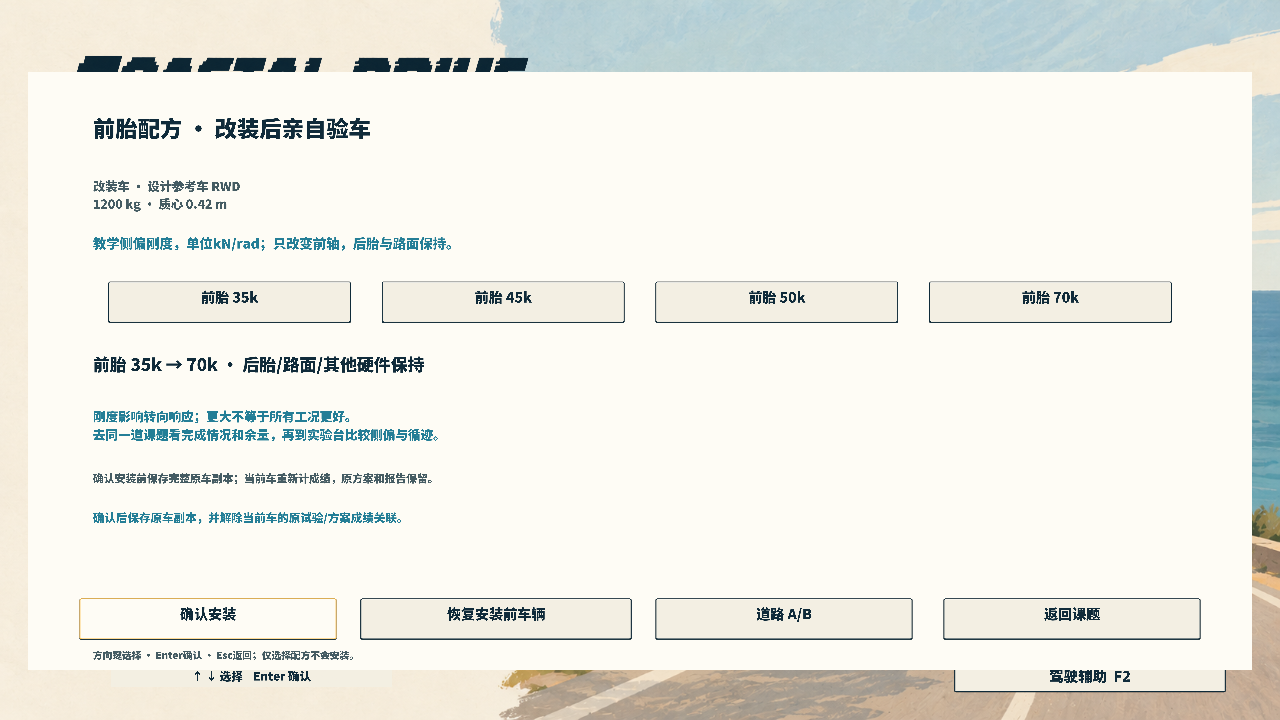 COASTAL DRIVE
前胎配方 · 改装后亲自验车
改装车 · 设计参考车 RWD
1200 kg · 质心 0.42 m
教学侧偏刚度，单位kN/rad；只改变前轴，后胎与路面保持。
前胎 35k
前胎 45k
前胎 50k
前胎 70k
前胎 35k → 70k · 后胎/路面/其他硬件保持
刚度影响转向响应；更大不等于所有工况更好。
去同一道课题看完成情况和余量，再到实验台比较侧偏与循迹。
确认安装前保存完整原车副本；当前车重新计成绩，原方案和报告保留。
确认后保存原车副本，并解除当前车的原试验/方案成绩关联。
确认安装
恢复安装前车辆
道路 A/B
返回课题
方向键选择 · Enter确认 · Esc返回；仅选择配方不会安装。
↑ ↓ 选择 Enter 确认
驾驶辅助 F2